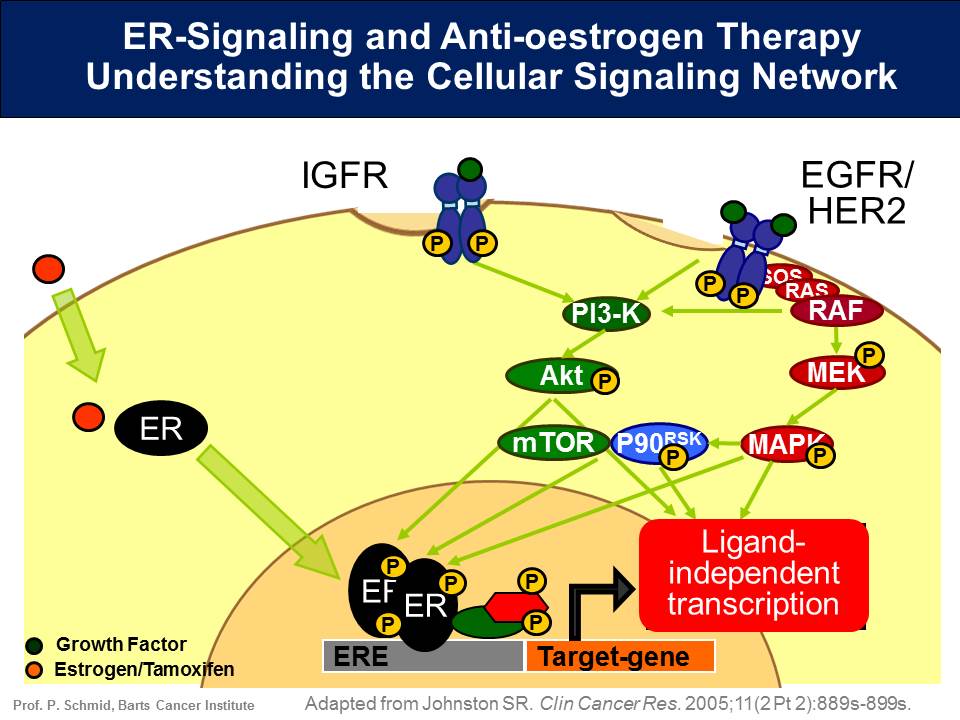 ER-Signaling and Anti-oestrogen Therapy
Understanding the Cellular Signaling Network
IGFR
EGFR/
HER2
P
P
P
P
SOS
RAS
RAF
PI3-K
P
MEK
Akt
P
ER
mTOR
P90RSK
P
MAPK
P
Ligand-
independent
transcription
P
P
P
ER
ER
P
P
ERE
Target-gene
Growth Factor
Estrogen/Tamoxifen
Prof. P. Schmid, Barts Cancer Institute
Adapted from Johnston SR. Clin Cancer Res. 2005;11(2 Pt 2):889s-899s.